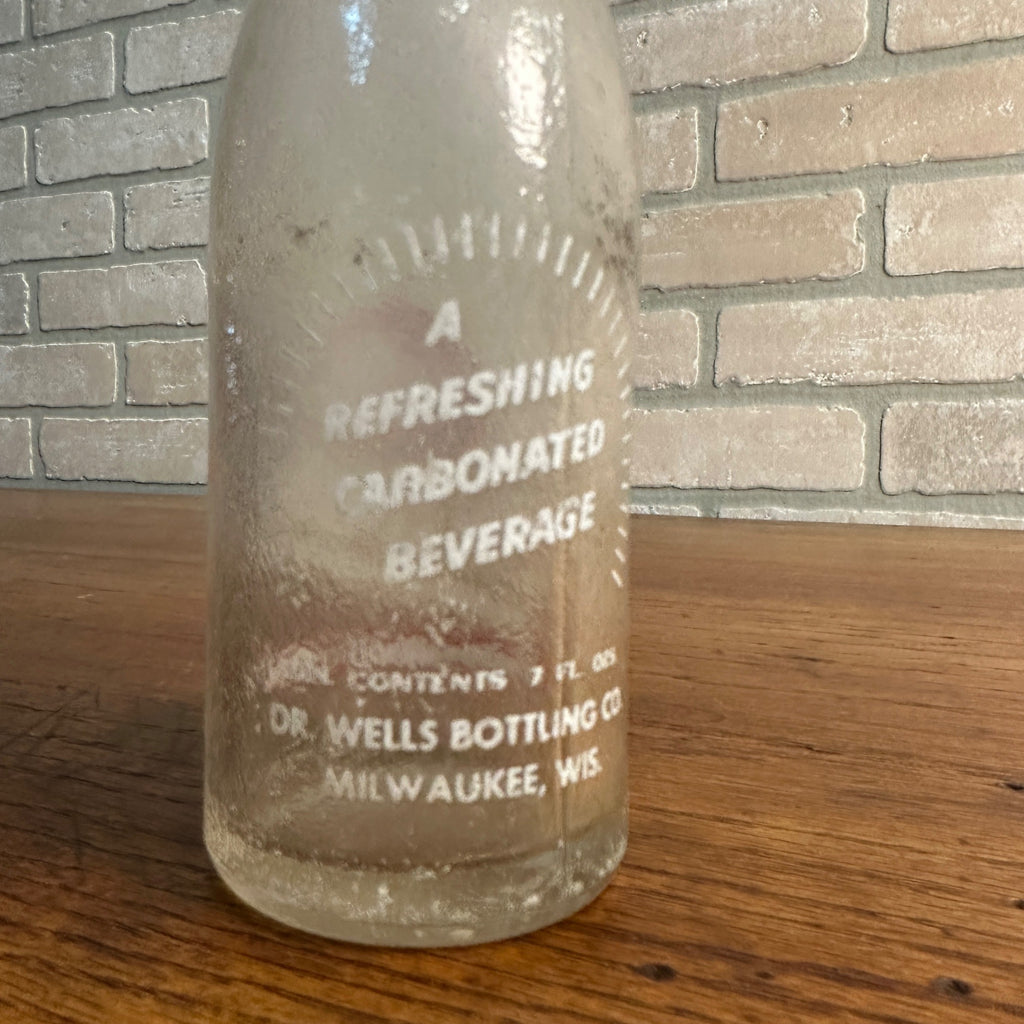 A
REFRESHING
CARBONATED
BEVERAGE
CONTENTS 7 FL. OZS.
DR. WELLS BOTTLING CO.
MILWAUKEE, WIS.